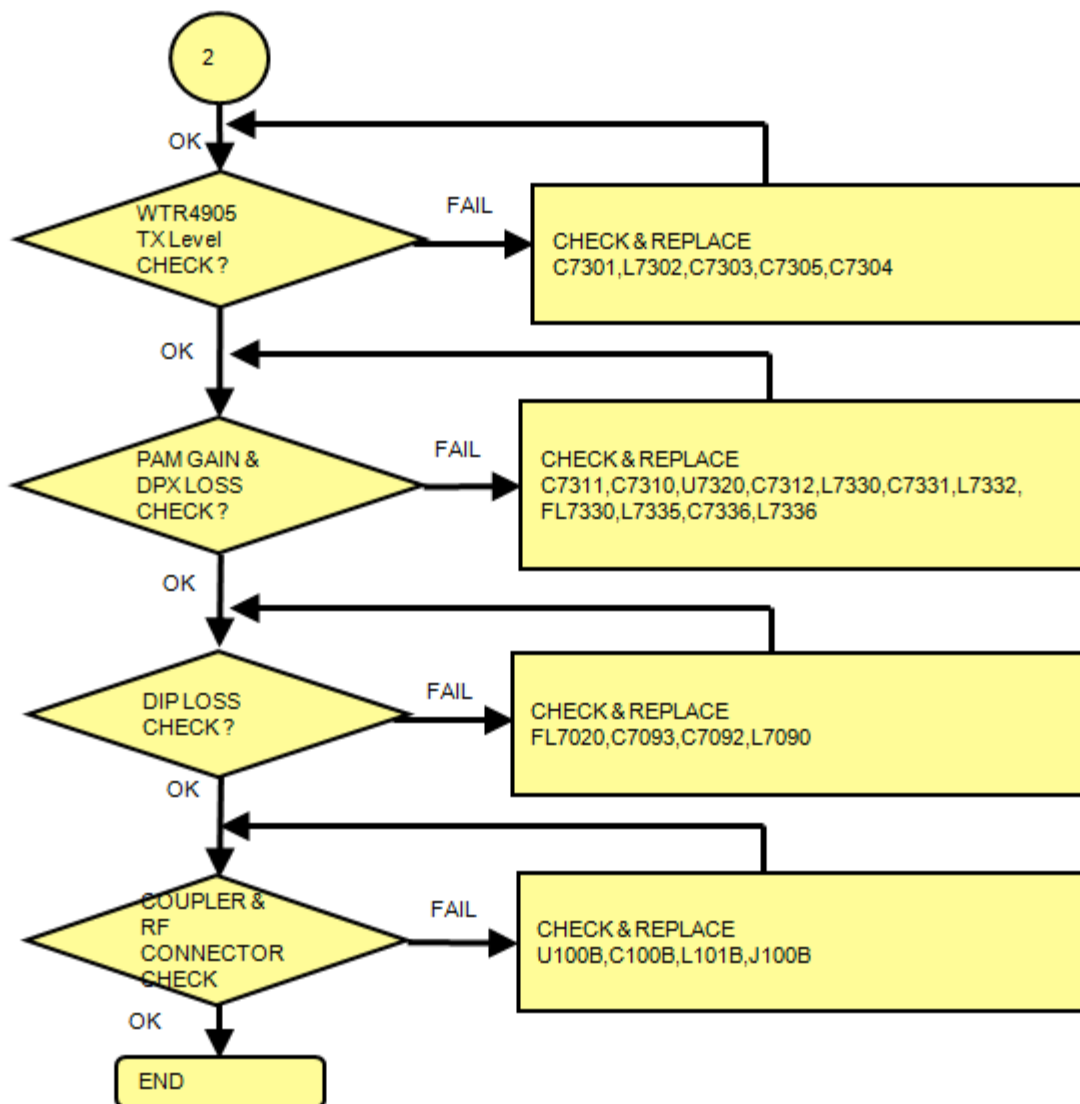 2
OK
WTR4905
TX Level
CHECK ?
FAIL
CHECK & REPLACE
C7301,L7302,C7303,C7305,C7304
OK
PAM GAIN &
DPX LOSS
CHECK ?
FAIL
CHECK & REPLACE
C7311,C7310,U7320,C7312,L7330,C7331,L7332,
FL7330,L7335,C7336,L7336
OK
DIP LOSS
CHECK ?
FAIL
CHECK & REPLACE
FL7020,C7093,C7092,L7090
OK
COUPLER &
RF
CONNECTOR
CHECK
FAIL
CHECK & REPLACE
U100B,C100B,L101B,J100B
OK
END